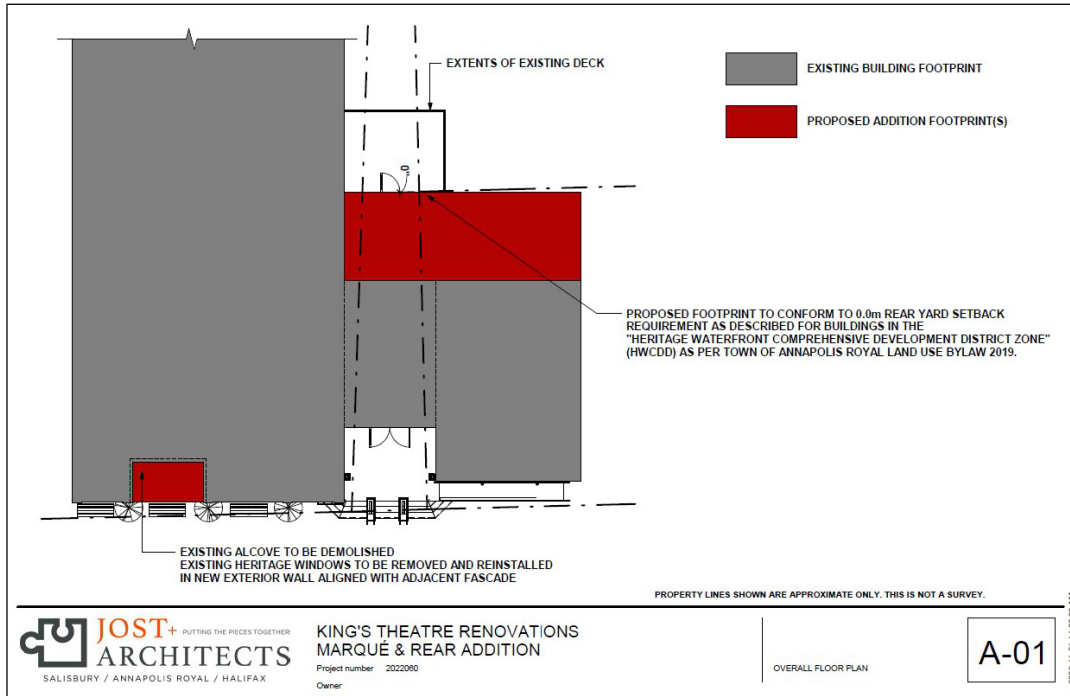 EXTENTS OF EXISTING DECK
EXISTING BUILDING FOOTPRINT
PROPOSED ADDITION FOOTPRINT(S)
0"
PROPOSED FOOTPRINT TO CONFORM TO 0.0m REAR YARD SETBACK
REQUIREMENT AS DESCRIBED FOR BUILDINGS IN THE
"HERITAGE WATERFRONT COMPREHENSIVE DEVELOPMENT DISTRICT ZONE"
(HWCDD) AS PER TOWN OF ANNAPOLIS ROYAL LAND USE BYLAW 2019.
EXISTING ALCOVE TO BE DEMOLISHED
EXISTING HERITAGE WINDOWS TO BE REMOVED AND REINSTALLED
IN NEW EXTERIOR WALL ALIGNED WITH ADJACENT FASCADE
PROPERTY LINES SHOWN ARE APPROXIMATE ONLY. THIS IS NOT A SURVEY.
JOST+ PUTTING THE PIECES TOGETHER
ARCHITECTS
SALISBURY / ANNAPOLIS ROYAL / HALIFAX
KING'S THEATRE RENOVATIONS
MARQUÉ & REAR ADDITION
Project number 2022060
Owner
OVERALL FLOOR PLAN
A-01